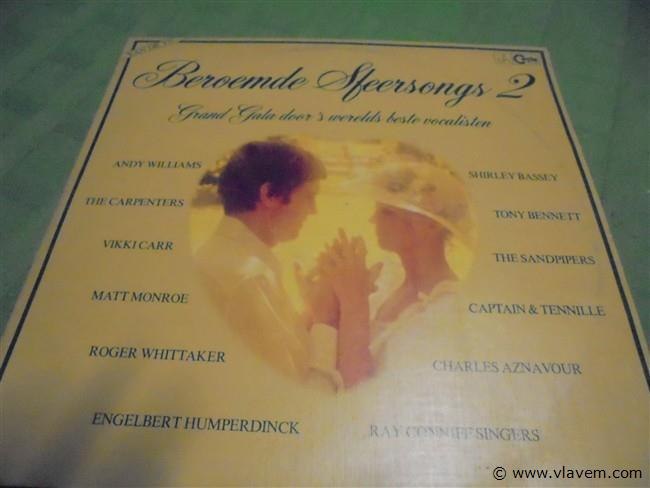 Beroemde Sfeersongs 2
Grand Gala door 's werelds beste vocalisten
ANDY WILLIAMS
THE CARPENTERS
VIKKI CARR
MATT MONROE
ROGER WHITTAKER
ENGELBERT HUMPERDINCK
SHIRLEY BASSEY
TONY BENNETT
THE SANDPIPERS
CAPTAIN & TENNILLE
CHARLES AZNAVOUR
RAY CONNIFF SINGERS
© www.vlavem.com